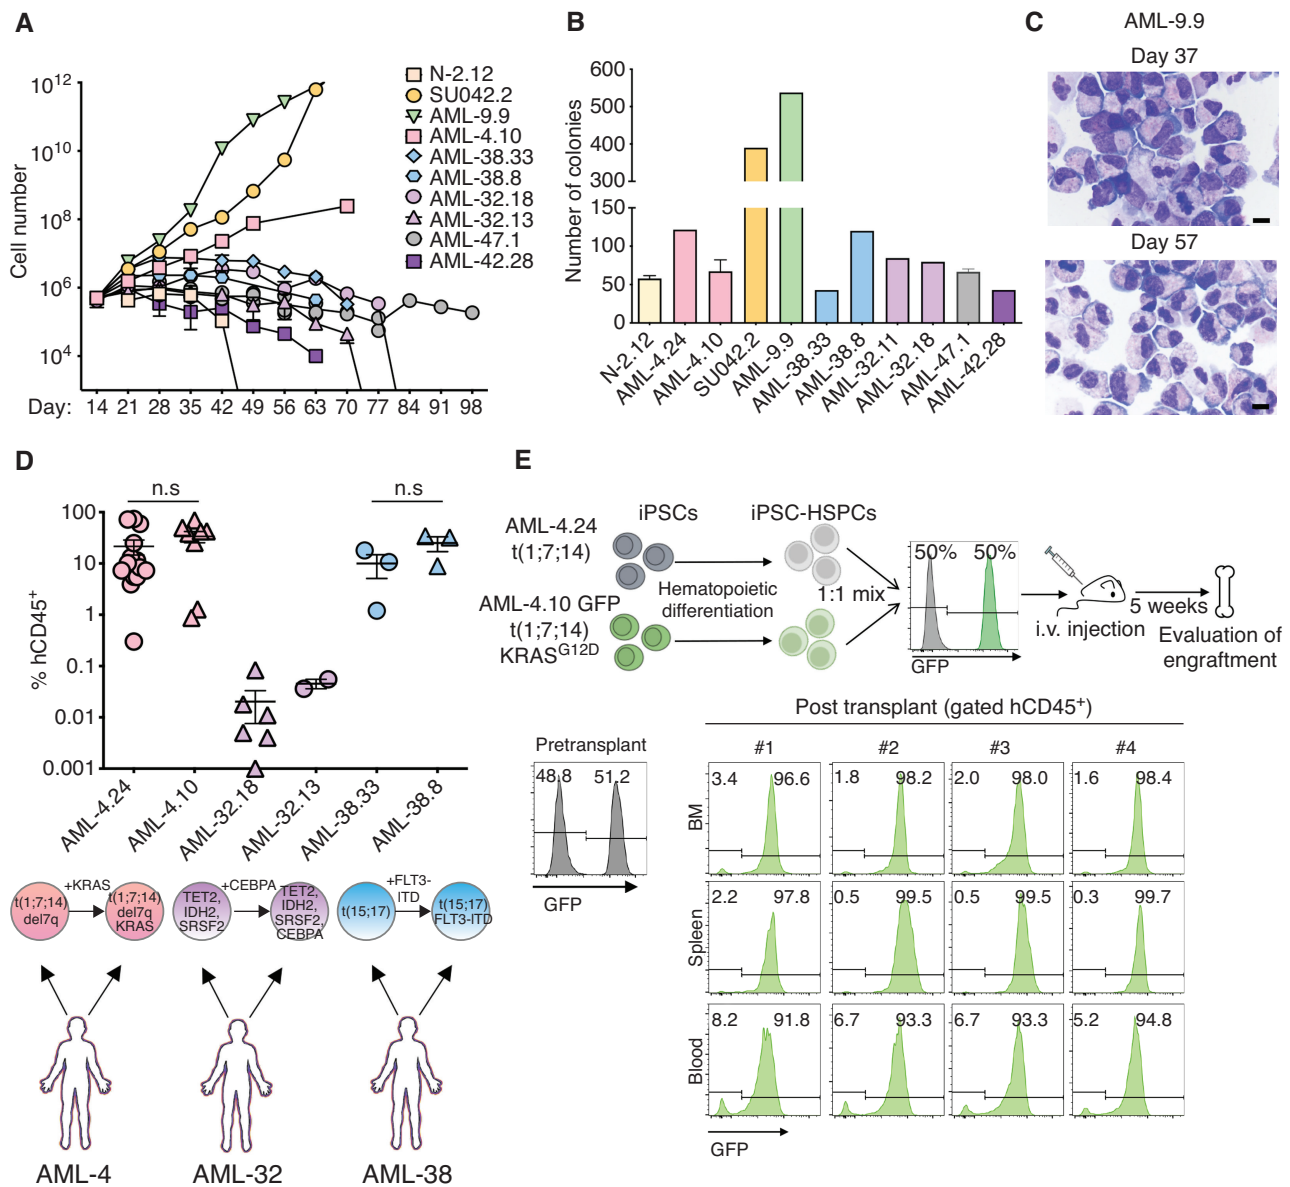 A
10^12
10^10
10^8
10^6
10^4
Cell number
Day: 14 21 28 35 42 49 56 63 70 77 84 91 98
N-2.12
SU042.2
AML-9.9
AML-4.10
AML-38.33
AML-38.8
AML-32.18
AML-32.13
AML-47.1
AML-42.28
B
Number of colonies
600
500
400
300
150
100
50
0
N-2.12
AML-4.24
AML-4.10
SU042.2
AML-9.9
AML-38.33
AML-38.8
AML-32.11
AML-32.18
AML-47.1
AML-42.28
C
AML-9.9
Day 37
Day 57
D
n.s
n.s
% hCD45+
100
10
1
0.1
0.01
0.001
AML-4.24
AML-4.10
AML-32.18
AML-32.13
AML-38.33
AML-38.8
t(1;7;14)
del7q
+KRAS
t(1;7;14)
del7q
KRAS
TET2,
IDH2,
SRSF2
+CEBPA
TET2,
IDH2,
SRSF2,
CEBPA
t(15;17)
+FLT3-
ITD
t(15;17)
FLT3-ITD
AML-4
AML-32
AML-38
E
iPSCs
iPSC-HSPCs
AML-4.24
t(1;7;14)
Hematopoietic
differentiation
AML-4.10 GFP
t(1;7;14)
KRAS^G12D
1:1 mix
50% 50%
GFP
i.v. injection
5 weeks
Evaluation of
engraftment
Post transplant (gated hCD45+)
Pretransplant
48.8 51.2
GFP
#1 #2 #3 #4
BM
3.4 96.6
1.8 98.2
2.0 98.0
1.6 98.4
Spleen
2.2 97.8
0.5 99.5
0.5 99.5
0.3 99.7
Blood
8.2 91.8
6.7 93.3
6.7 93.3
5.2 94.8
GFP